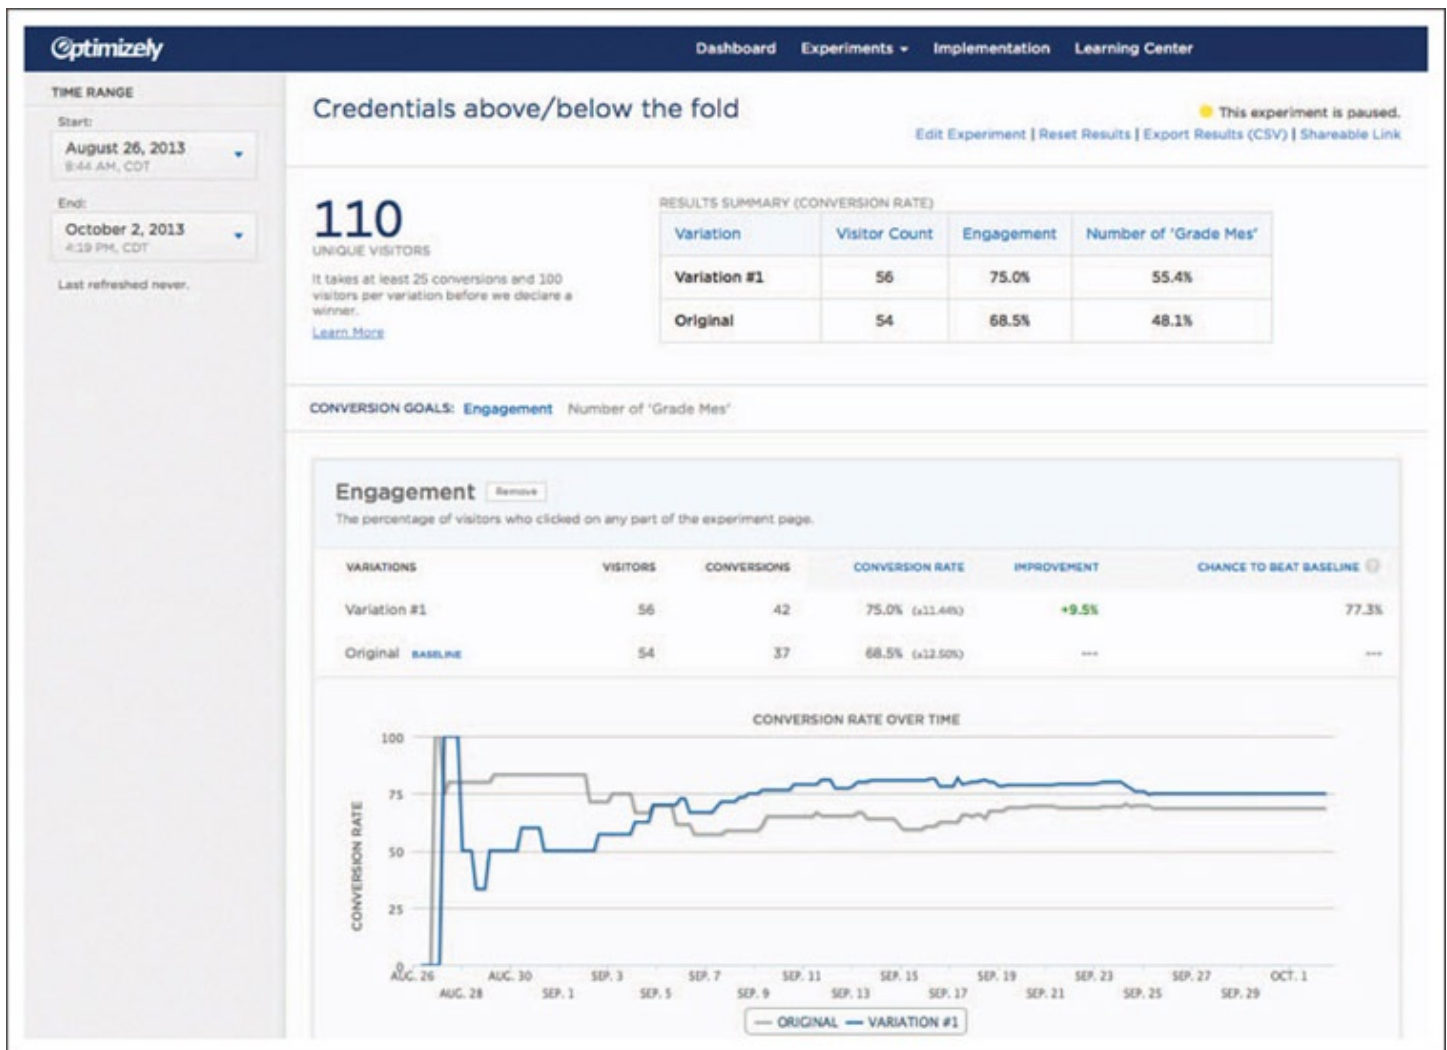 Optimizely
Dashboard Experiments Implementation Learning Center
TIME RANGE
Start:
August 26, 2013
8:44 AM, CDT
End:
October 2, 2013
4:19 PM, CDT
Last refreshed never.
Credentials above/below the fold
This experiment is paused.
Edit Experiment | Reset Results | Export Results (CSV) | Shareable Link
110
UNIQUE VISITORS
It takes at least 25 conversions and 100
visitors per variation before we declare a
winner.
Learn More
RESULTS SUMMARY (CONVERSION RATE)
Variation Visitor Count Engagement Number of 'Grade Mes'
Variation #1 56 75.0% 55.4%
Original 54 68.5% 48.1%
CONVERSION GOALS: Engagement Number of 'Grade Mes'
Engagement Remove
The percentage of visitors who clicked on any part of the experiment page.
VARIATIONS VISITORS CONVERSIONS CONVERSION RATE IMPROVEMENT CHANCE TO BEAT BASELINE ?
Variation #1 56 42 75.0% (±11.44%) +9.5% 77.3%
Original BASELINE 54 37 68.5% (±12.50%) --- ---
CONVERSION RATE OVER TIME
CONVERSION RATE
100
75
50
25
0
AUG. 26 AUG. 30 SEP. 3 SEP. 7 SEP. 11 SEP. 15 SEP. 19 SEP. 23 SEP. 27 OCT. 1
AUG. 28 SEP. 1 SEP. 5 SEP. 9 SEP. 13 SEP. 17 SEP. 21 SEP. 25 SEP. 29
ORIGINAL VARIATION #1